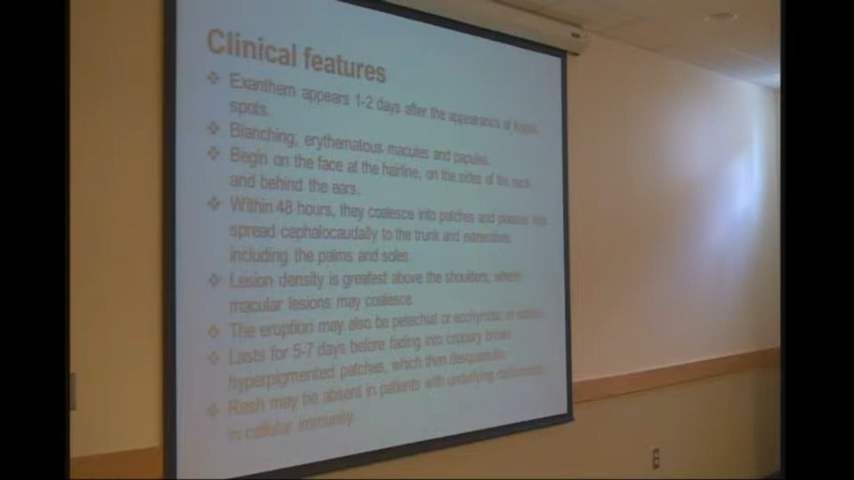 Clinical features
Exanthem appears 1-2 days after the appearance of Koplik
spots.
Blanching, erythematous macules and papules.
Begin on the face at the hairline, on the sides of the neck,
and behind the ears.
Within 48 hours, they coalesce into patches and plaques that
spread cephalocaudally to the trunk and extremities,
including the palms and soles.
Lesion density is greatest above the shoulders, where
macular lesions may coalesce.
The eruption may also be petechial or ecchymotic in
Lasts for 5-7 days before fading into coppery brown
hyperpigmented patches, which then desquamate.
Rash may be absent in patients with underlying
in cellular immunity.